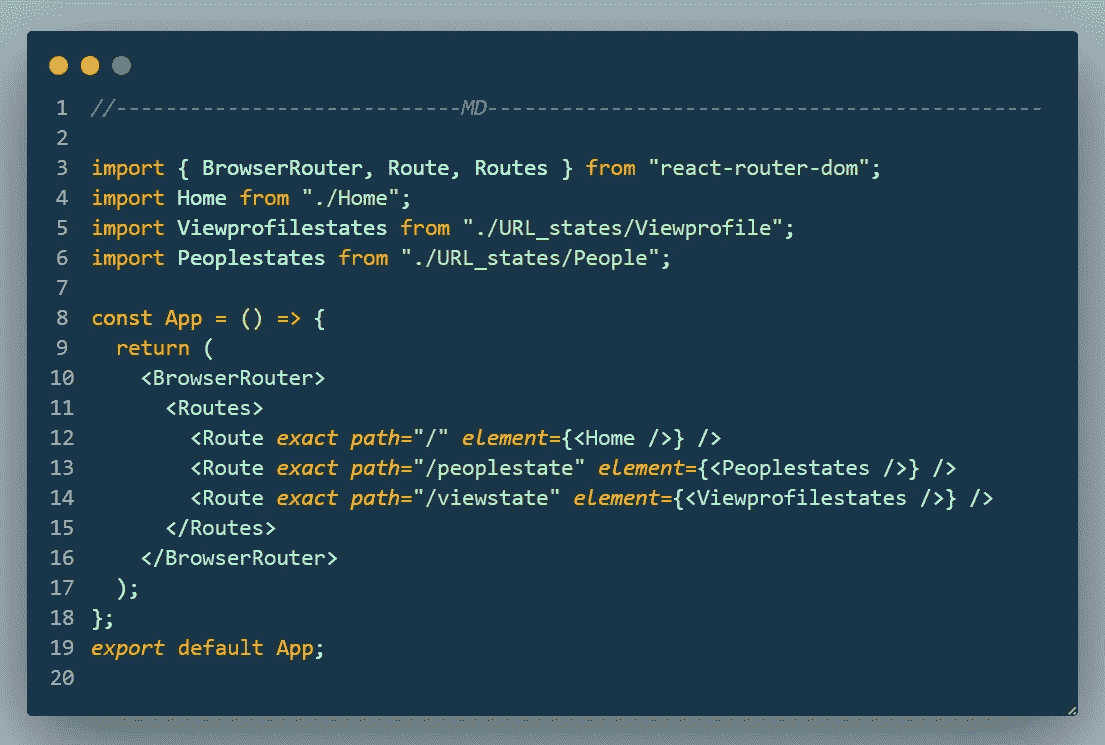 1 //----------------------------MD---------------------------------------------
2
3 import { BrowserRouter, Route, Routes } from "react-router-dom";
4 import Home from "./Home";
5 import Viewprofilestates from "./URL_states/Viewprofile";
6 import Peoplestates from "./URL_states/People";
7
8 const App = () => {
9   return (
10     <BrowserRouter>
11       <Routes>
12         <Route exact path="/" element={<Home />} />
13         <Route exact path="/peoplestate" element={<Peoplestates />} />
14         <Route exact path="/viewstate" element={<Viewprofilestates />} />
15       </Routes>
16     </BrowserRouter>
17   );
18 };
19 export default App;
20